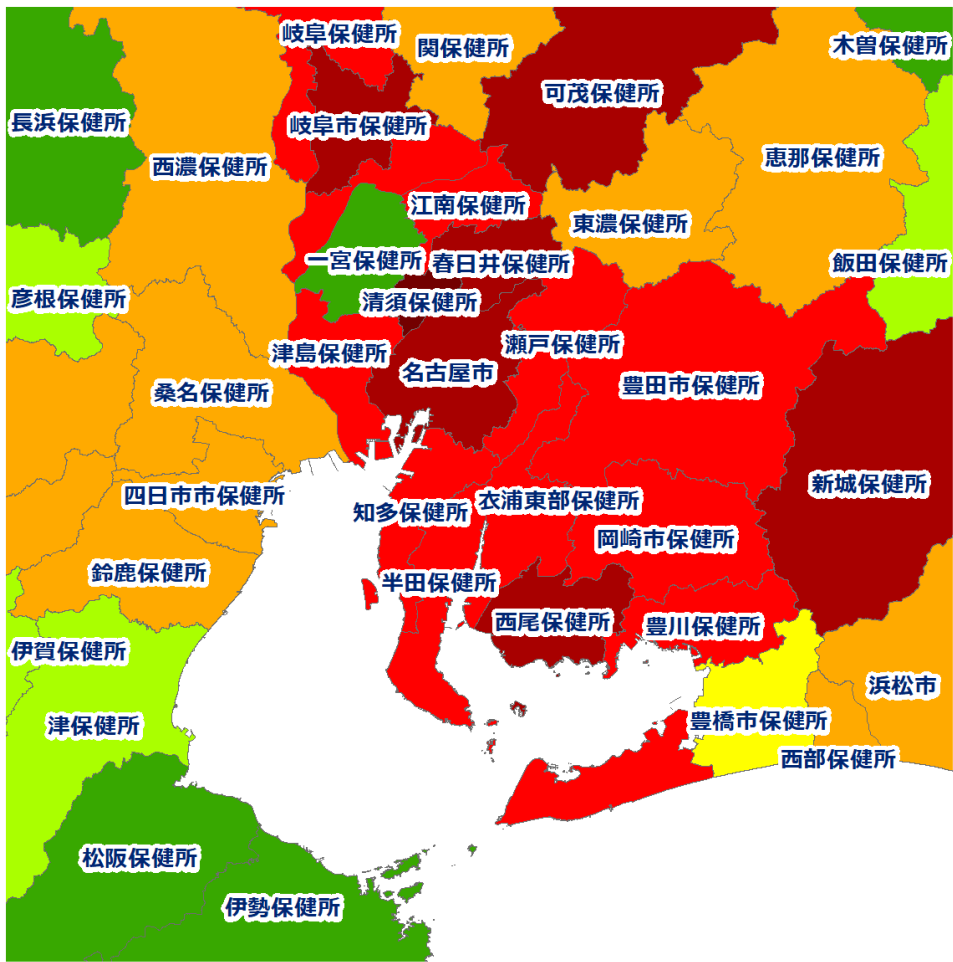 岐阜保健所
関保健所
木曽保健所
可茂保健所
長浜保健所
岐阜市保健所
西濃保健所
恵那保健所
江南保健所
東濃保健所
一宮保健所
春日井保健所
飯田保健所
彦根保健所
清須保健所
津島保健所
瀬戸保健所
名古屋市
桑名保健所
豊田市保健所
新城保健所
四日市市保健所
衣浦東部保健所
知多保健所
岡崎市保健所
鈴鹿保健所
半田保健所
西尾保健所
豊川保健所
伊賀保健所
浜松市
津保健所
豊橋市保健所
西部保健所
松阪保健所
伊勢保健所